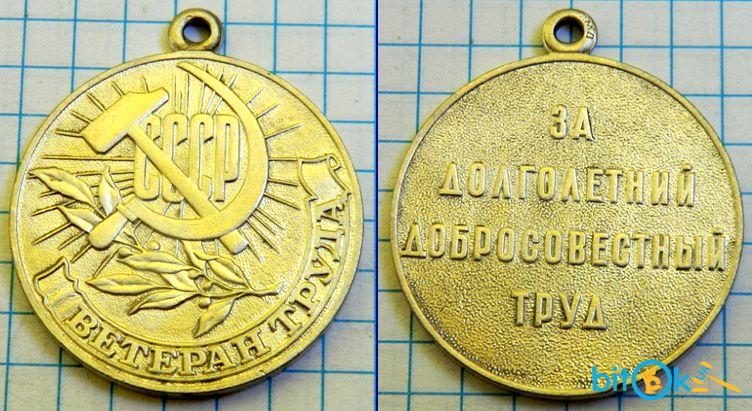 СССР
ВЕТЕРАН ТРУДА
ЗА
ДОЛГОЛЕТНИЙ
ДОБРОСОВЕСТНЫЙ
ТРУД
bitOk